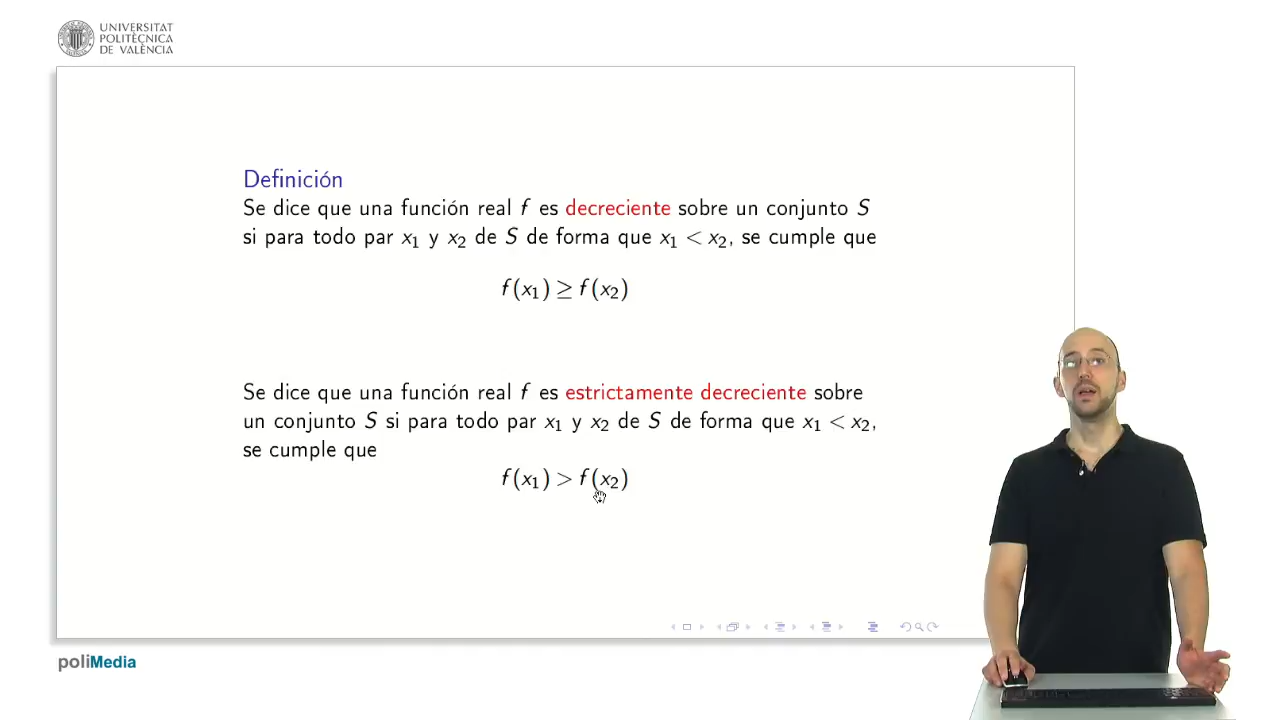 UNIVERSITAT
POLITÈCNICA
DE VALÈNCIA
Definición
Se dice que una función real f es decreciente sobre un conjunto S
si para todo par x₁ y x₂ de S de forma que x₁ < x₂, se cumple que
f(x₁) ≥ f(x₂)
Se dice que una función real f es estrictamente decreciente sobre
un conjunto S si para todo par x₁ y x₂ de S de forma que x₁ < x₂,
se cumple que
f(x₁) > f(x₂)
poliMedia